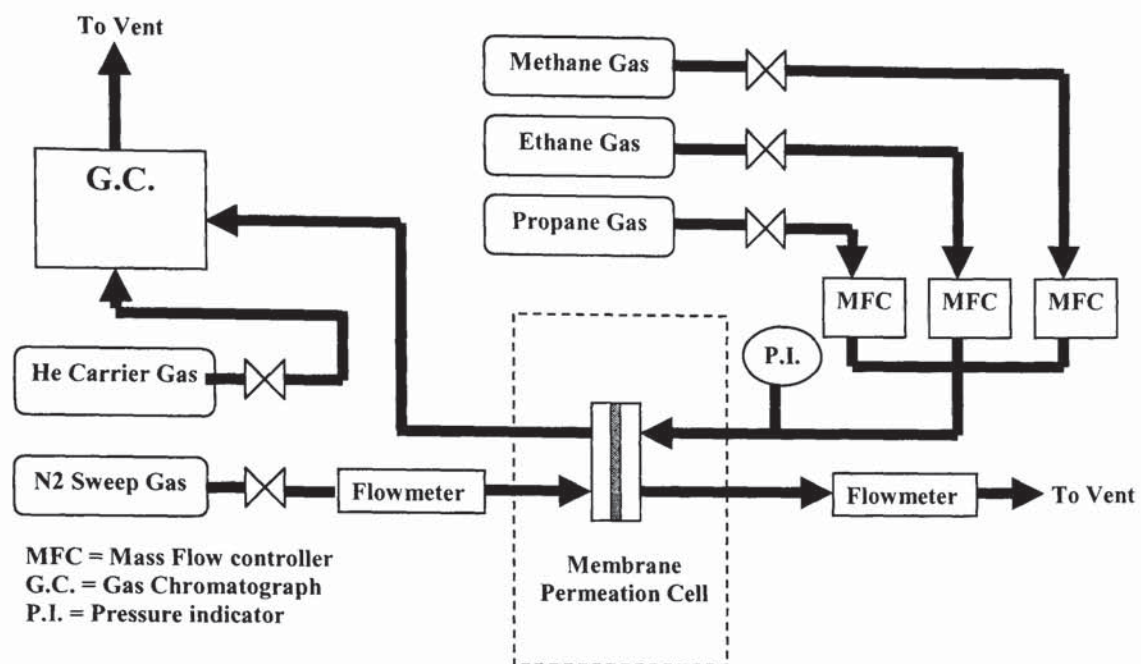 To Vent
Methane Gas
Ethane Gas
G.C.
Propane Gas
MFC
MFC
MFC
P.I.
He Carrier Gas
N2 Sweep Gas
Flowmeter
Flowmeter
To Vent
MFC = Mass Flow controller
G.C. = Gas Chromatograph
P.I. = Pressure indicator
Membrane
Permeation Cell